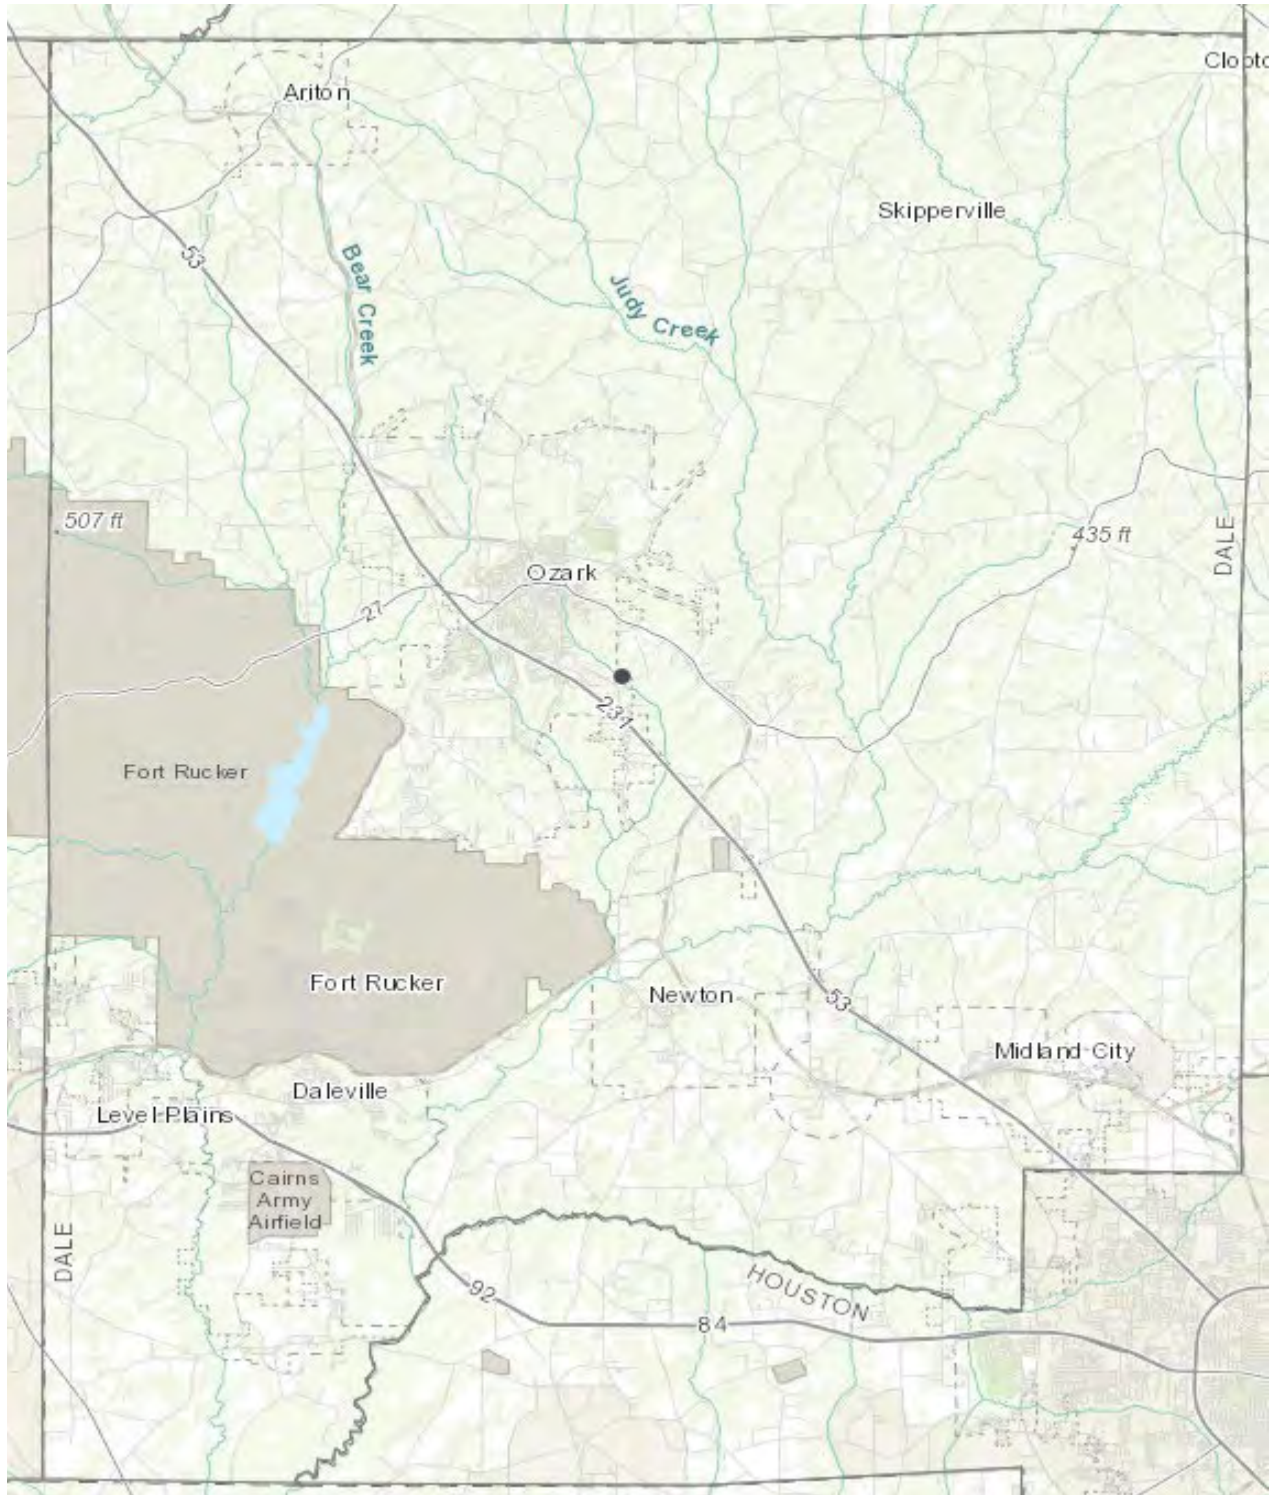 Clopto
Ariton
Skipperville
53
Bear Creek
Judy Creek
507 ft
435 ft
DALE
Ozark
27
231
Fort Rucker
Fort Rucker
Newton
53
Midland City
Daleville
Level Plains
Cairns
Army
Airfield
DALE
HOUSTON
92
84